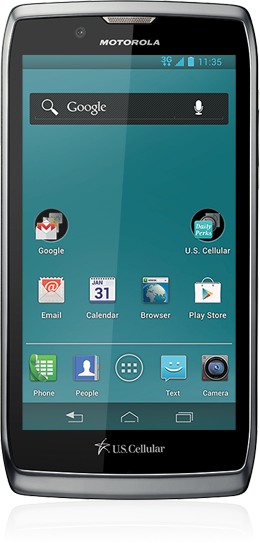 MOTOROLA
3G 11:35
Google
Daily
Perks
Google
U.S. Cellular
JAN
31
Email
Calendar
Browser
Play Store
Phone
People
Text
Camera
U.S. Cellular